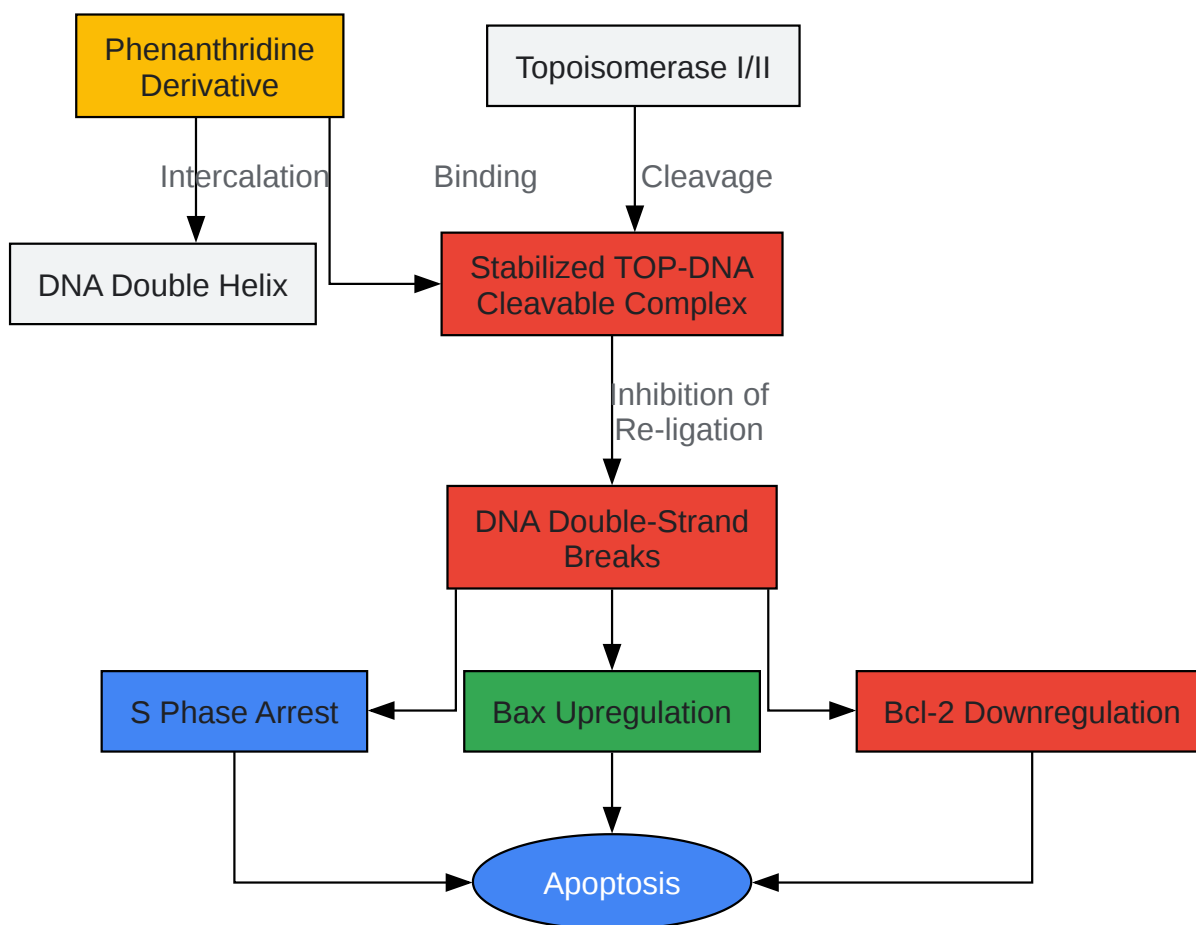 Phenanthridine
Derivative
Topoisomerase I/II
Intercalation
Binding
Cleavage
DNA Double Helix
Stabilized TOP-DNA
Cleavable Complex
Inhibition of
Re-ligation
DNA Double-Strand
Breaks
S Phase Arrest
Bax Upregulation
Bcl-2 Downregulation
Apoptosis